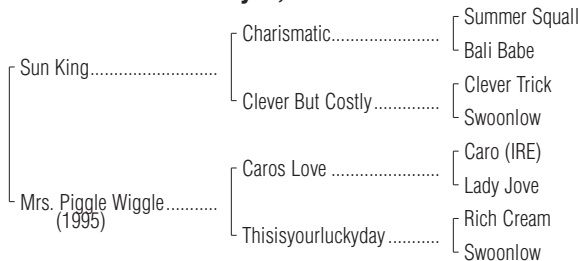 Summer Squall
Charismatic.......................
Bali Babe
Sun King...........................
Clever Trick
Clever But Costly..............
Swoonlow
Caro (IRE)
Caros Love .......................
Lady Jove
Mrs. Piggle Wiggle...........
(1995)
Rich Cream
Thisisyourluckyday...........
Swoonlow